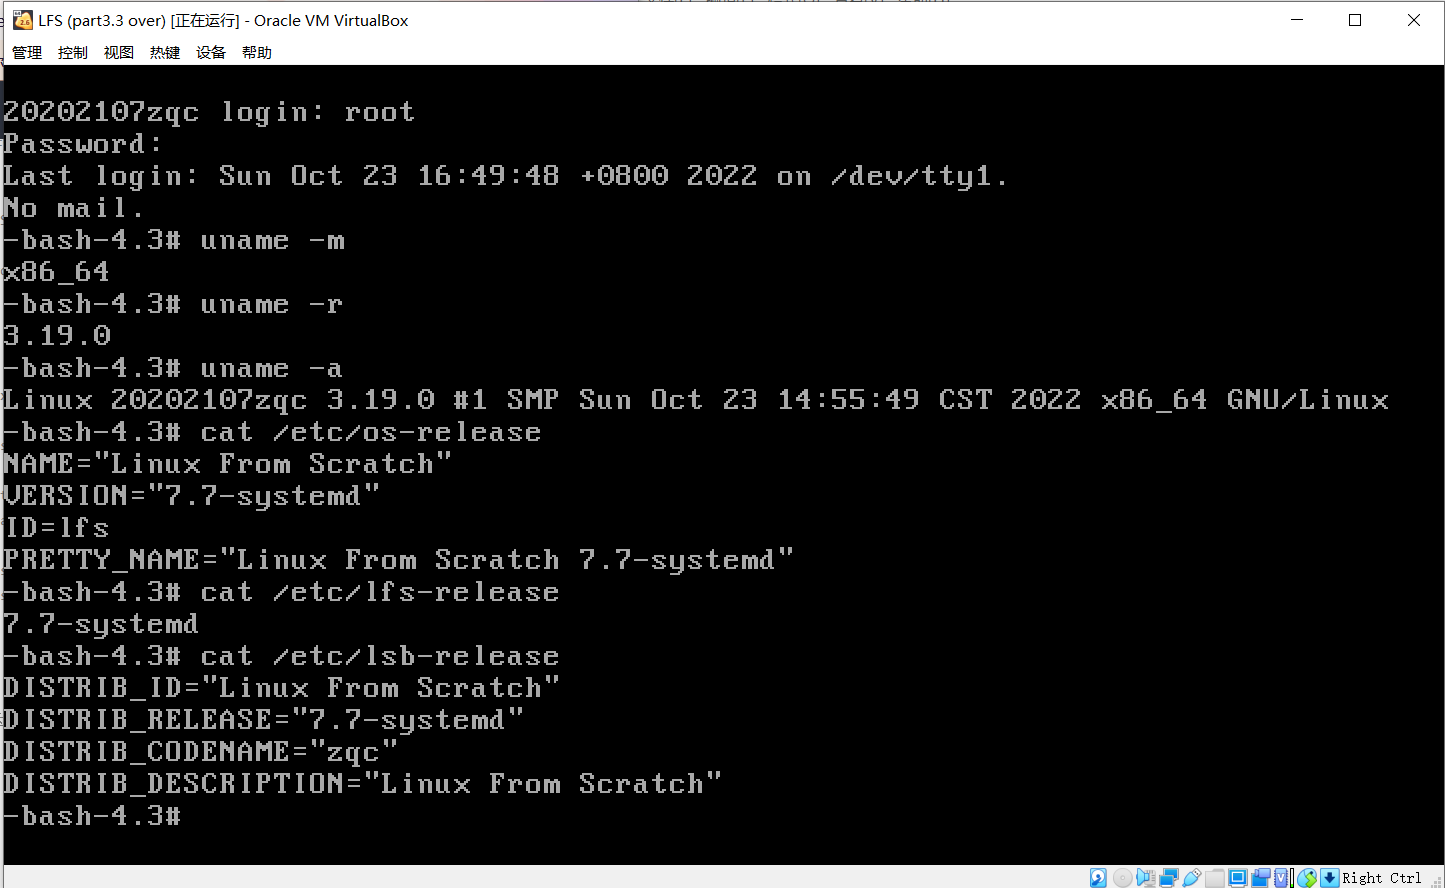 LFS (part3.3 over) [正在运行] - Oracle VM VirtualBox
管理 控制 视图 热键 设备 帮助
20202107zqc login: root
Password:
Last login: Sun Oct 23 16:49:48 +0800 2022 on /dev/tty1.
No mail.
-bash-4.3# uname -m
x86_64
-bash-4.3# uname -r
3.19.0
-bash-4.3# uname -a
Linux 20202107zqc 3.19.0 #1 SMP Sun Oct 23 14:55:49 CST 2022 x86_64 GNU/Linux
-bash-4.3# cat /etc/os-release
NAME="Linux From Scratch"
VERSION="7.7-systemd"
ID=lfs
PRETTY_NAME="Linux From Scratch 7.7-systemd"
-bash-4.3# cat /etc/lfs-release
7.7-systemd
-bash-4.3# cat /etc/lsb-release
DISTRIB_ID="Linux From Scratch"
DISTRIB_RELEASE="7.7-systemd"
DISTRIB_CODENAME="zqc"
DISTRIB_DESCRIPTION="Linux From Scratch"
-bash-4.3#
Right Ctrl